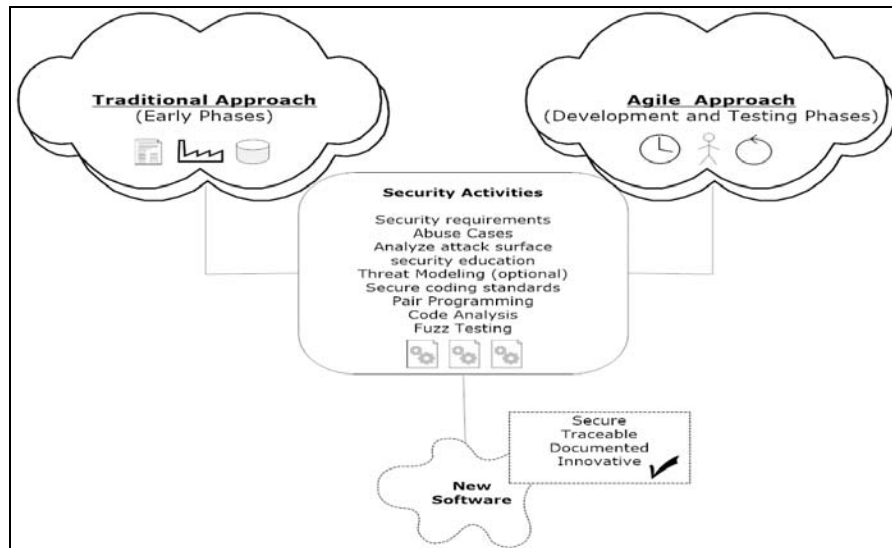 Traditional Approach
(Early Phases)
Agile Approach
(Development and Testing Phases)
Security Activities
Security requirements
Abuse Cases
Analyze attack surface
security education
Threat Modeling (optional)
Secure coding standards
Pair Programming
Code Analysis
Fuzz Testing
Secure
Traceable
Documented
Innovative
New
Software